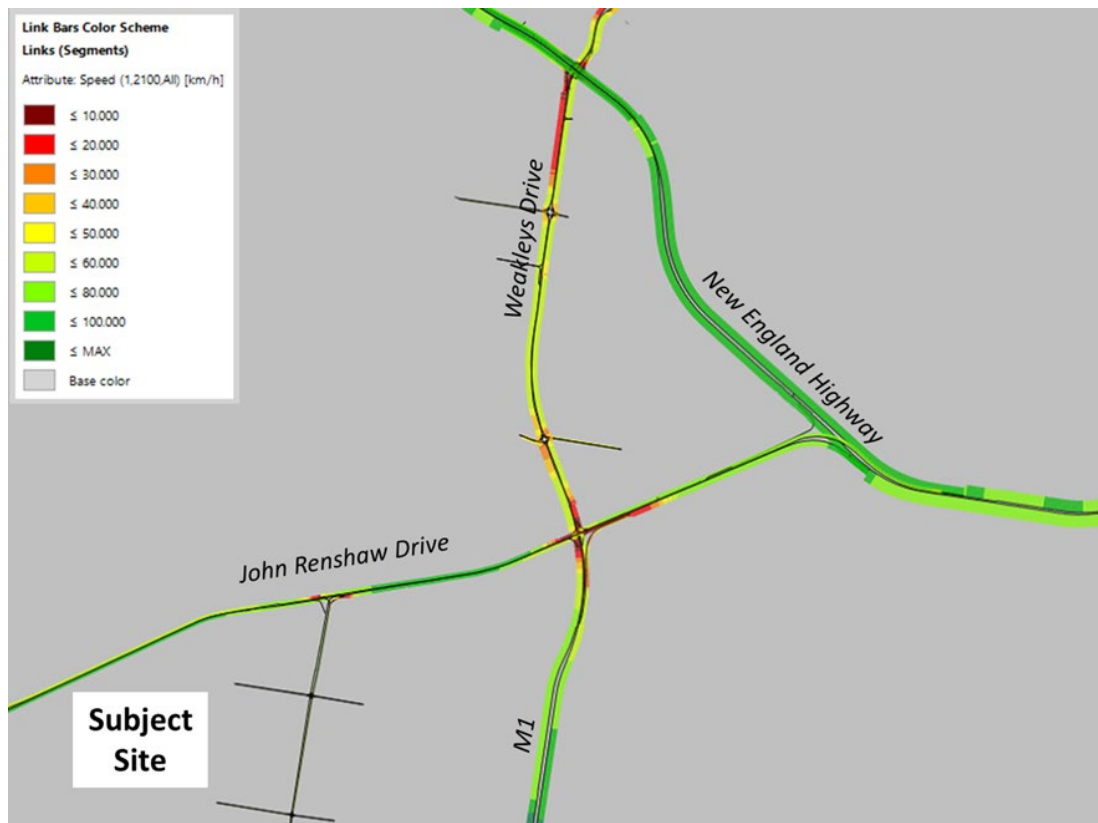 Link Bars Color Scheme
Links (Segments)
Attribute: Speed (1,2100,All) [km/h]
≤ 10.000
≤ 20.000
≤ 30.000
≤ 40.000
≤ 50.000
≤ 60.000
≤ 80.000
≤ 100.000
≤ MAX
Base color
Weakleys Drive
New England Highway
John Renshaw Drive
M1
Subject
Site